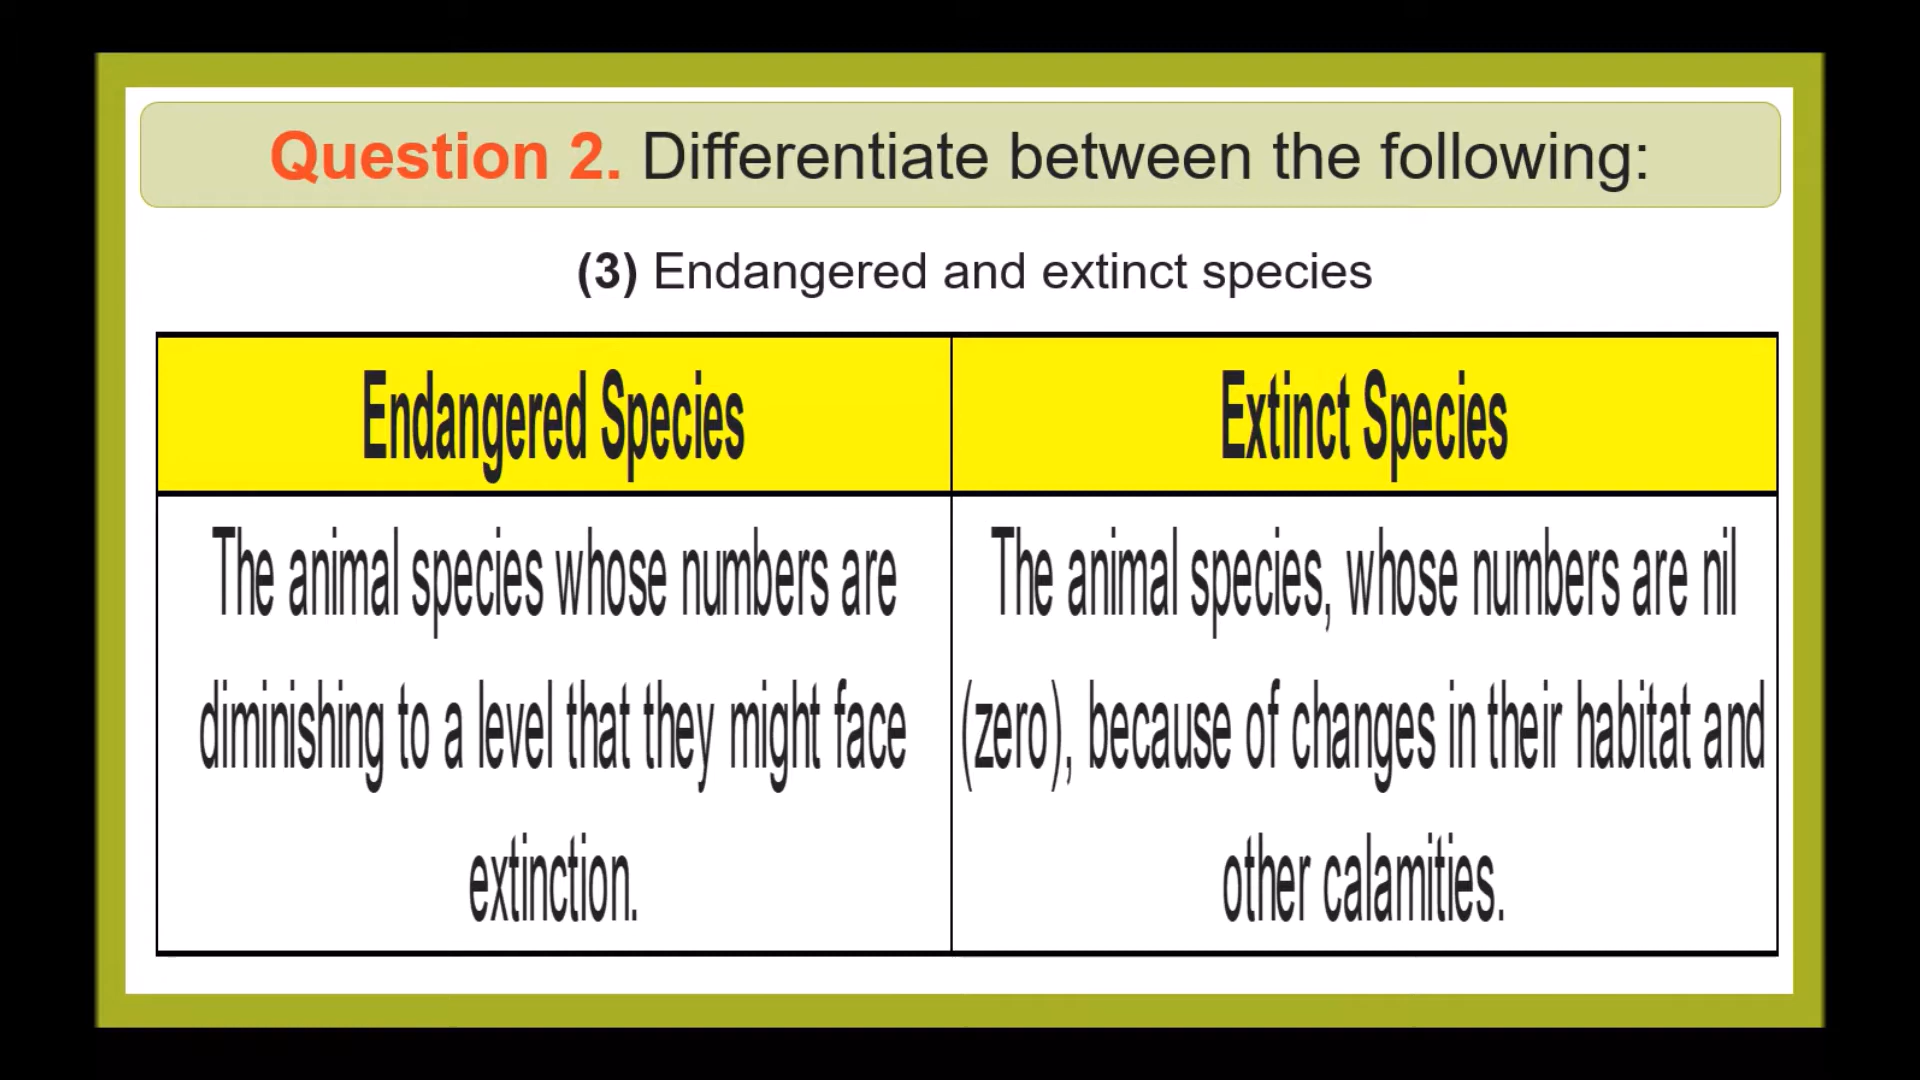 Question 2. Differentiate between the following:
(3) Endangered and extinct species
Endangered Species
Extinct Species
The animal species whose numbers are
diminishing to a level that they might face
extinction.
The animal species, whose numbers are nil
(zero), because of changes in their habitat and
other calamities.